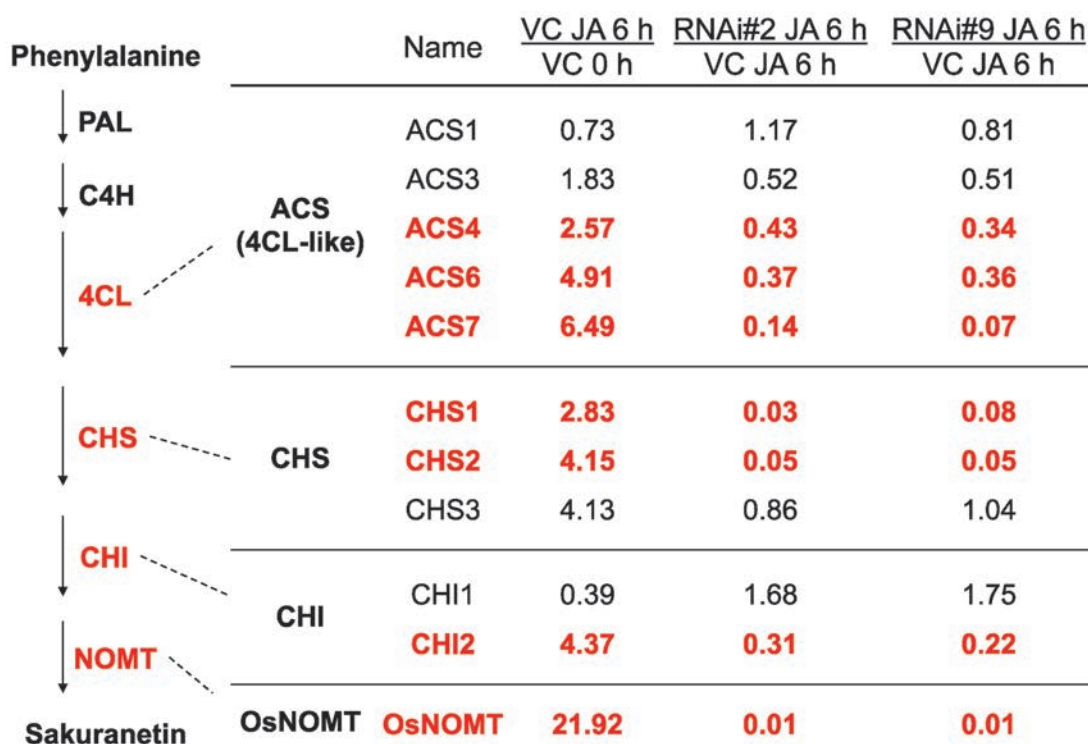 Phenylalanine
PAL
C4H
4CL
CHS
CHI
NOMT
Sakuranetin
Name VC JA 6 h RNAi#2 JA 6 h RNAi#9 JA 6 h
VC 0 h VC JA 6 h VC JA 6 h
ACS
(4CL-like)
ACS1 0.73 1.17 0.81
ACS3 1.83 0.52 0.51
ACS4 2.57 0.43 0.34
ACS6 4.91 0.37 0.36
ACS7 6.49 0.14 0.07
CHS
CHS1 2.83 0.03 0.08
CHS2 4.15 0.05 0.05
CHS3 4.13 0.86 1.04
CHI
CHI1 0.39 1.68 1.75
CHI2 4.37 0.31 0.22
OsNOMT OsNOMT 21.92 0.01 0.01